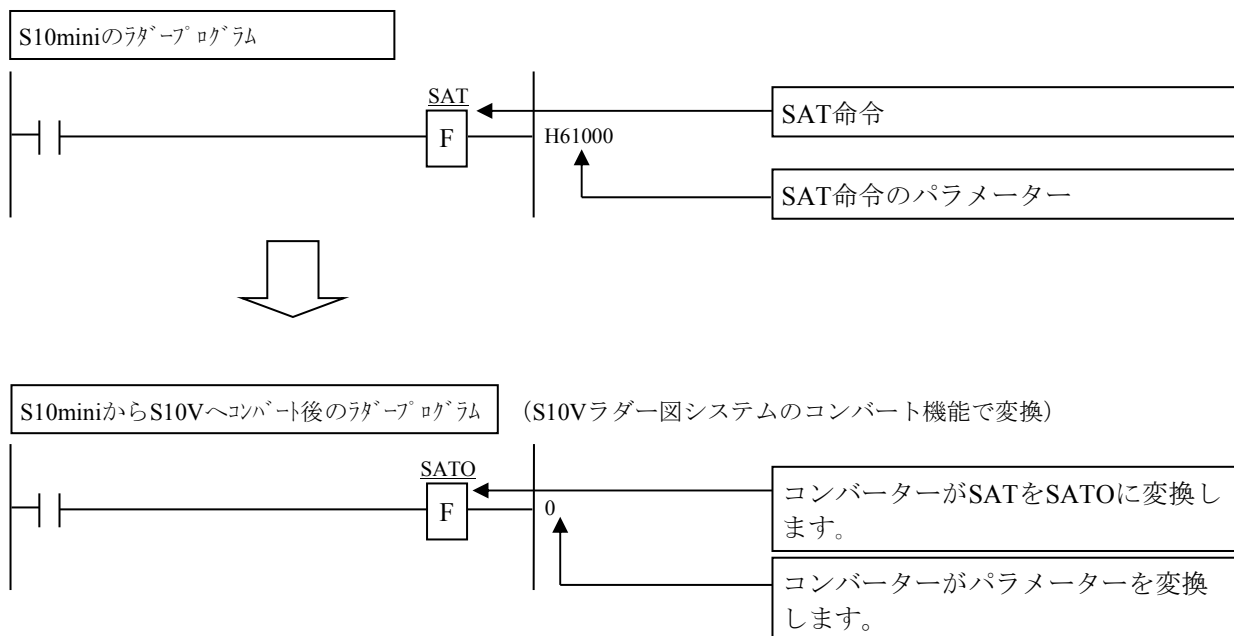 S10miniのﾗﾀﾞｰﾌﾟﾛｸﾞﾗﾑ
SAT
SAT命令
F
H61000
SAT命令のパラメーター
S10miniからS10Vへｺﾝﾊﾞｰﾄ後のﾗﾀﾞｰﾌﾟﾛｸﾞﾗﾑ （S10Vラダー図システムのコンバート機能で変換）
SATO
コンバーターがSATをSATOに変換し
ます。
F
0
コンバーターがパラメーターを変換
します。